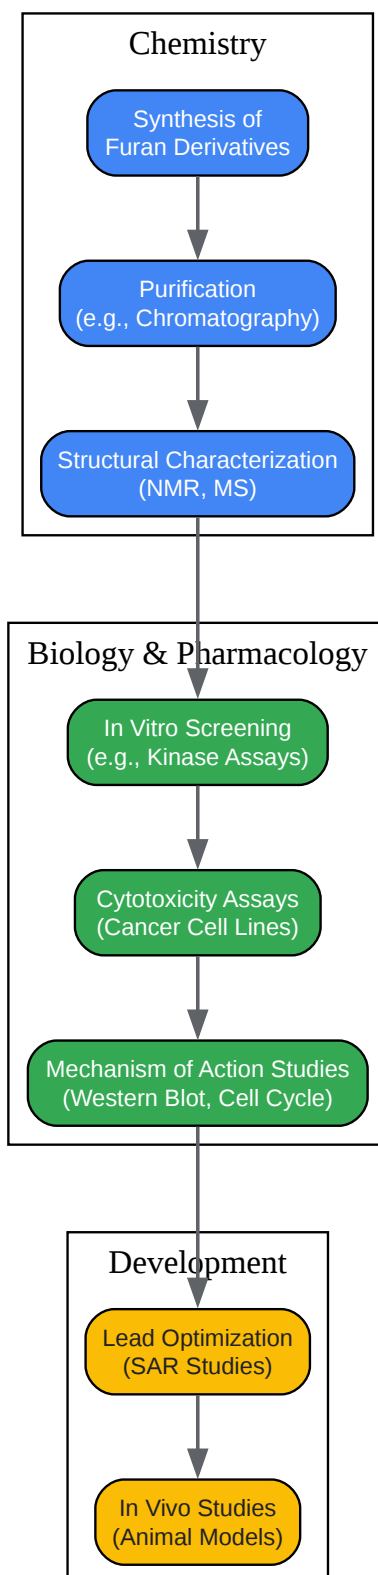 Chemistry
Synthesis of
Furan Derivatives
Purification
(e.g., Chromatography)
Structural Characterization
(NMR, MS)
Biology & Pharmacology
In Vitro Screening
(e.g., Kinase Assays)
Cytotoxicity Assays
(Cancer Cell Lines)
Mechanism of Action Studies
(Western Blot, Cell Cycle)
Development
Lead Optimization
(SAR Studies)
In Vivo Studies
(Animal Models)